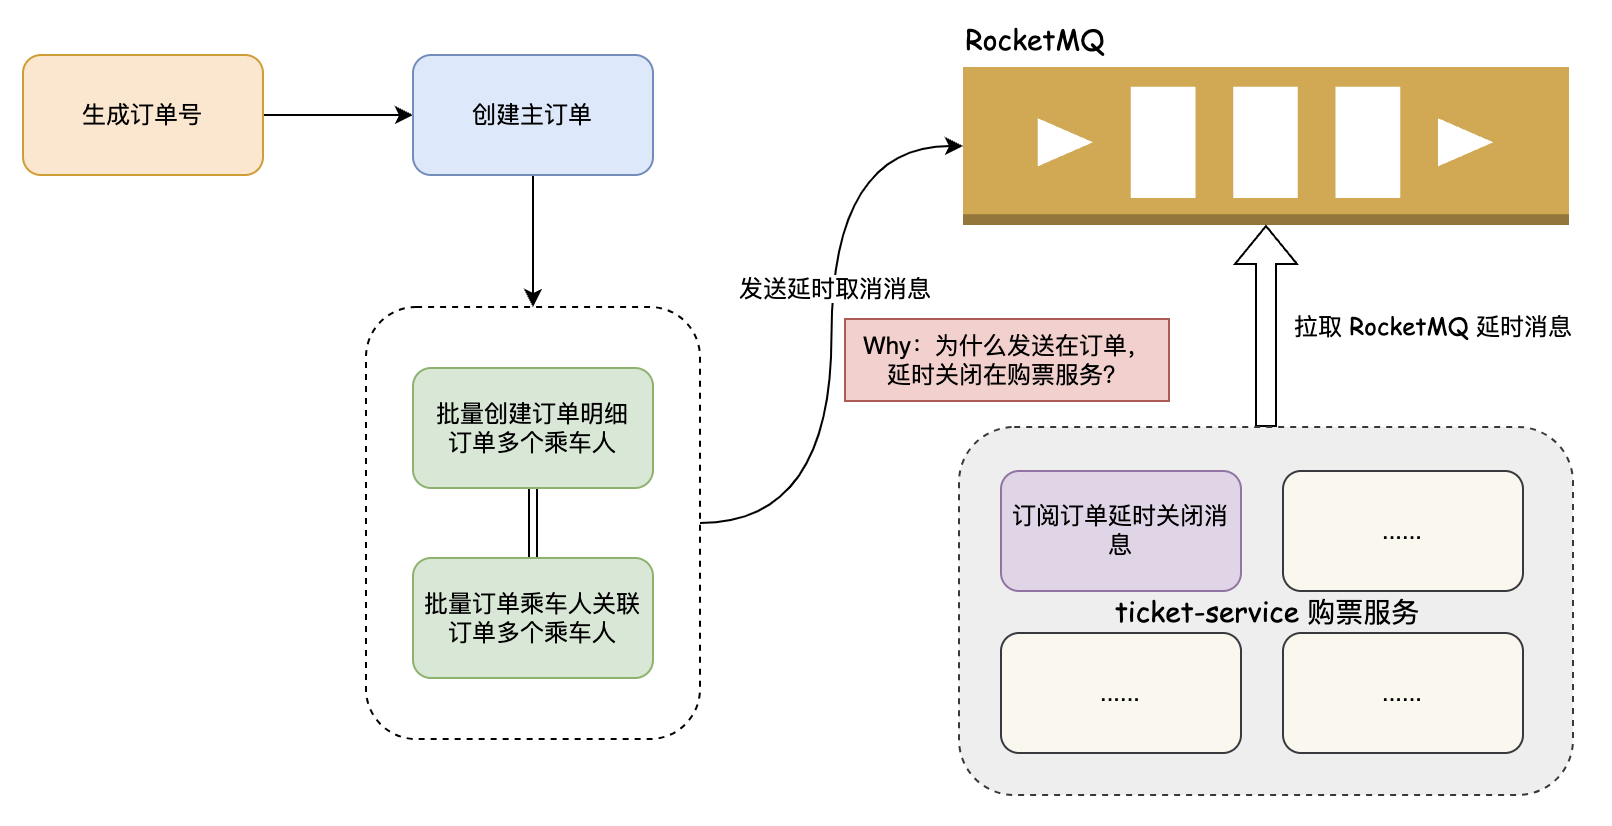 生成订单号
创建主订单
RocketMQ
发送延时取消消息
Why：为什么发送在订单，
延时关闭在购票服务？
拉取 RocketMQ 延时消息
批量创建订单明细
订单多个乘车人
批量订单乘车人关联
订单多个乘车人
订阅订单延时关闭消
息
......
ticket-service 购票服务
......
......